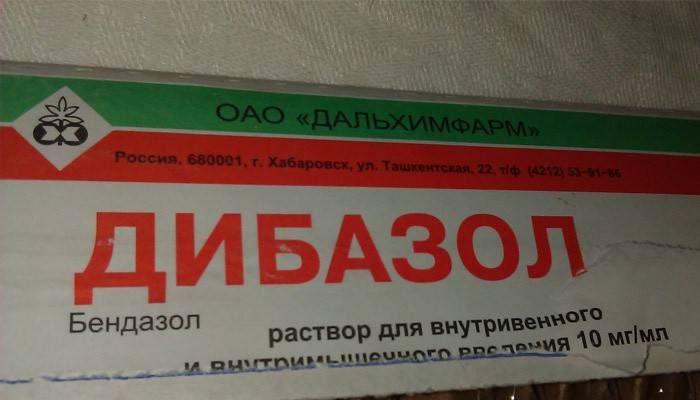 ОАО «ДАЛЬХИМФАРМ»
Россия, 680001, г. Хабаровск, ул. Ташкентская, 22, т/ф (4212) 53-91-86
ДИБАЗОЛ
Бендазол
раствор для внутривенного
и внутримышечного введения 10 мг/мл